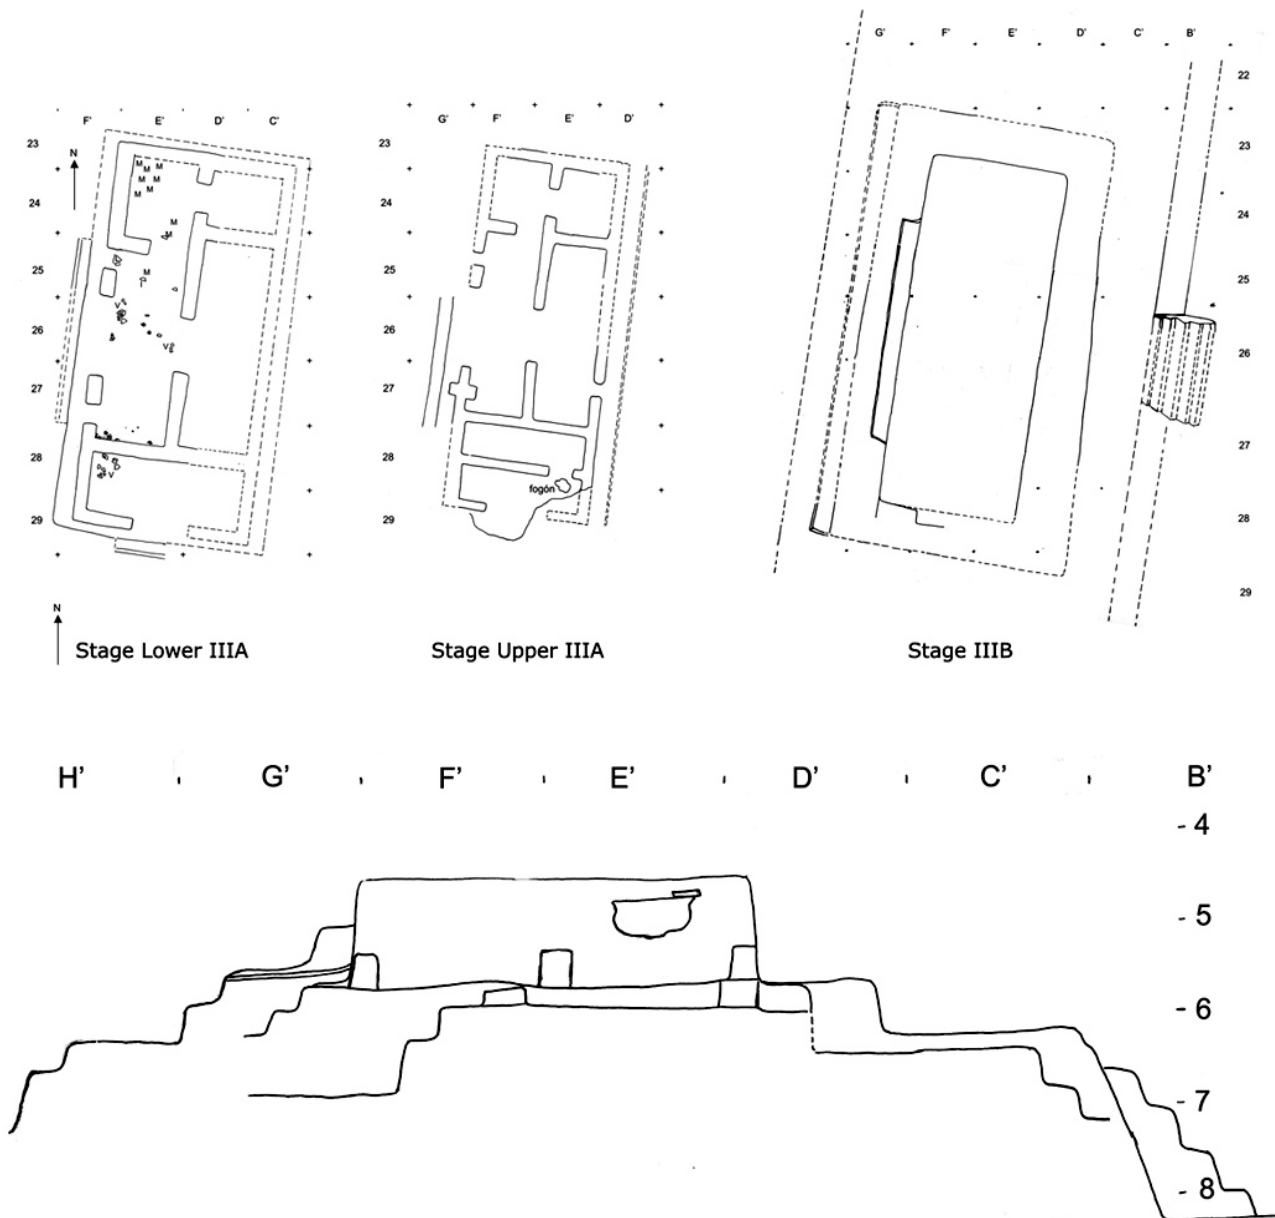 F' E' D' C'
23
N
M M M
M M
M M
M
24
M
M
25
M
V
26
V
27
28
V
29
N
Stage Lower IIIA
G' F' E' D'
23
24
25
26
27
28
fogón
29
Stage Upper IIIA
G' F' E' D' C' B'
22
23
24
25
26
27
28
29
Stage IIIB
H' G' F' E' D' C' B'
- 4
- 5
- 6
- 7
- 8